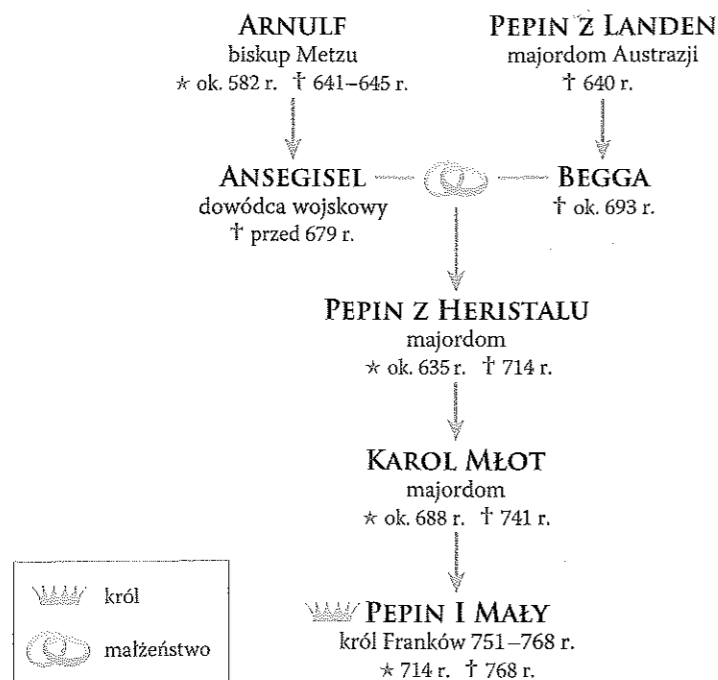 ARNULF
biskup Metzu
★ ok. 582 r. † 641–645 r.
PEPIN Z LANDEN
majordom Austrazji
† 640 r.
ANSEGISEL
dowódca wojskowy
† przed 679 r.
BEGGA
† ok. 693 r.
PEPIN Z HERISTALU
majordom
★ ok. 635 r. † 714 r.
KAROL MŁOT
majordom
★ ok. 688 r. † 741 r.
PEPIN I MAŁY
król Franków 751–768 r.
★ 714 r. † 768 r.
król
małżeństwo